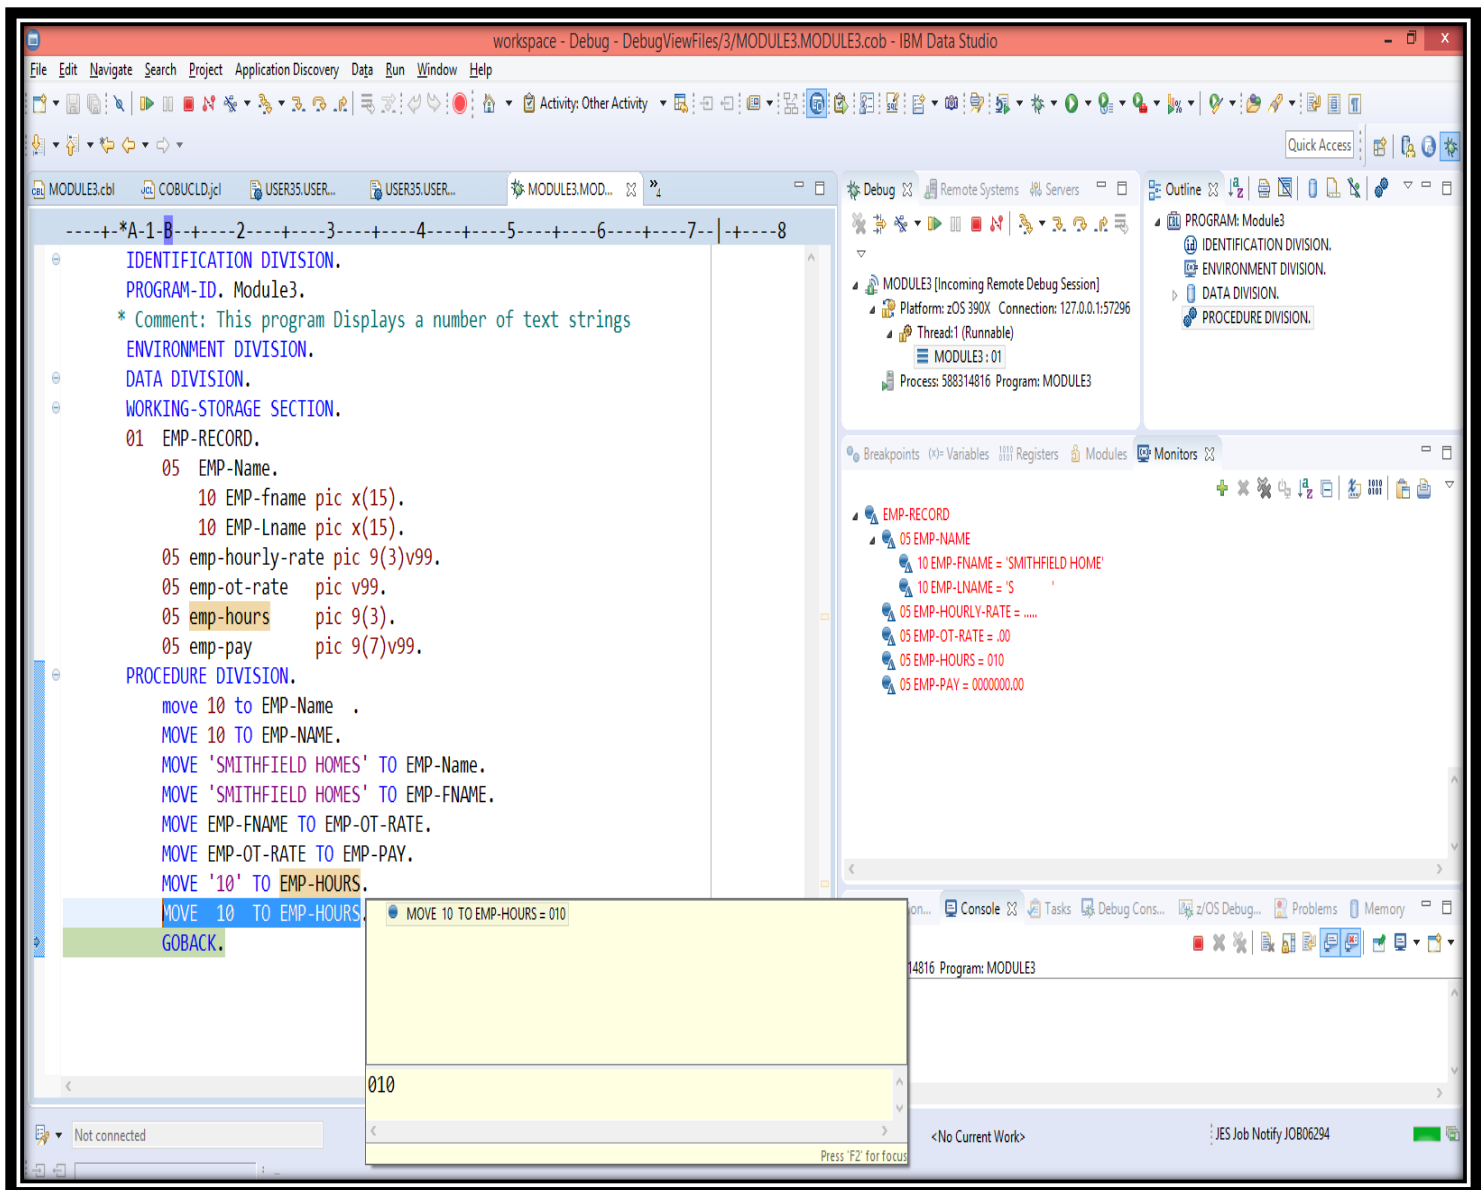 workspace - Debug - DebugViewFiles/3/MODULE3.MODULE3.cob - IBM Data Studio
File Edit Navigate Search Project Application Discovery Data Run Window Help
Activity: Other Activity
Quick Access
MODULE3.cbl COBUCLD.jcl USER35.USER... USER35.USER... MODULE3.MOD... »4
----+-*A-1-B--+----2----+----3----+----4----+----5----+----6----+----7--|-+----8
IDENTIFICATION DIVISION.
PROGRAM-ID. Module3.
* Comment: This program Displays a number of text strings
ENVIRONMENT DIVISION.
DATA DIVISION.
WORKING-STORAGE SECTION.
01 EMP-RECORD.
05 EMP-Name.
10 EMP-fname pic x(15).
10 EMP-Lname pic x(15).
05 emp-hourly-rate pic 9(3)v99.
05 emp-ot-rate pic v99.
05 emp-hours pic 9(3).
05 emp-pay pic 9(7)v99.
PROCEDURE DIVISION.
move 10 to EMP-Name .
MOVE 10 TO EMP-NAME.
MOVE 'SMITHFIELD HOMES' TO EMP-Name.
MOVE 'SMITHFIELD HOMES' TO EMP-FNAME.
MOVE EMP-FNAME TO EMP-OT-RATE.
MOVE EMP-OT-RATE TO EMP-PAY.
MOVE '10' TO EMP-HOURS.
MOVE 10 TO EMP-HOURS.
GOBACK.
MOVE 10 TO EMP-HOURS = 010
010
Press 'F2' for focus
Debug Remote Systems Servers
MODULE3 [Incoming Remote Debug Session]
Platform: zOS 390X Connection: 127.0.0.1:57296
Thread:1 (Runnable)
MODULE3 : 01
Process: 588314816 Program: MODULE3
Outline
PROGRAM: Module3
IDENTIFICATION DIVISION.
ENVIRONMENT DIVISION.
DATA DIVISION.
PROCEDURE DIVISION.
Breakpoints (x)= Variables Registers Modules Monitors
EMP-RECORD
05 EMP-NAME
10 EMP-FNAME = 'SMITHFIELD HOME'
10 EMP-LNAME = 'S '
05 EMP-HOURLY-RATE = .....
05 EMP-OT-RATE = .00
05 EMP-HOURS = 010
05 EMP-PAY = 0000000.00
on... Console Tasks Debug Cons... z/OS Debug... Problems Memory
14816 Program: MODULE3
Not connected
<No Current Work>
JES Job Notify JOB06294